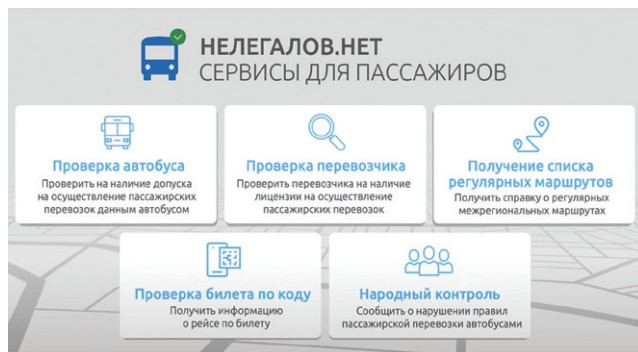 НЕЛЕГАЛОВ.НЕТ
СЕРВИСЫ ДЛЯ ПАССАЖИРОВ
Проверка автобуса
Проверить на наличие допуска
на осуществление пассажирских
перевозок данным автобусом
Проверка перевозчика
Проверить перевозчика на наличие
лицензии на осуществление
пассажирских перевозок
Получение списка
регулярных маршрутов
Получить справку о регулярных
межрегиональных маршрутах
Проверка билета по коду
Получить информацию
о рейсе по билету
Народный контроль
Сообщить о нарушении правил
пассажирской перевозки автобусами